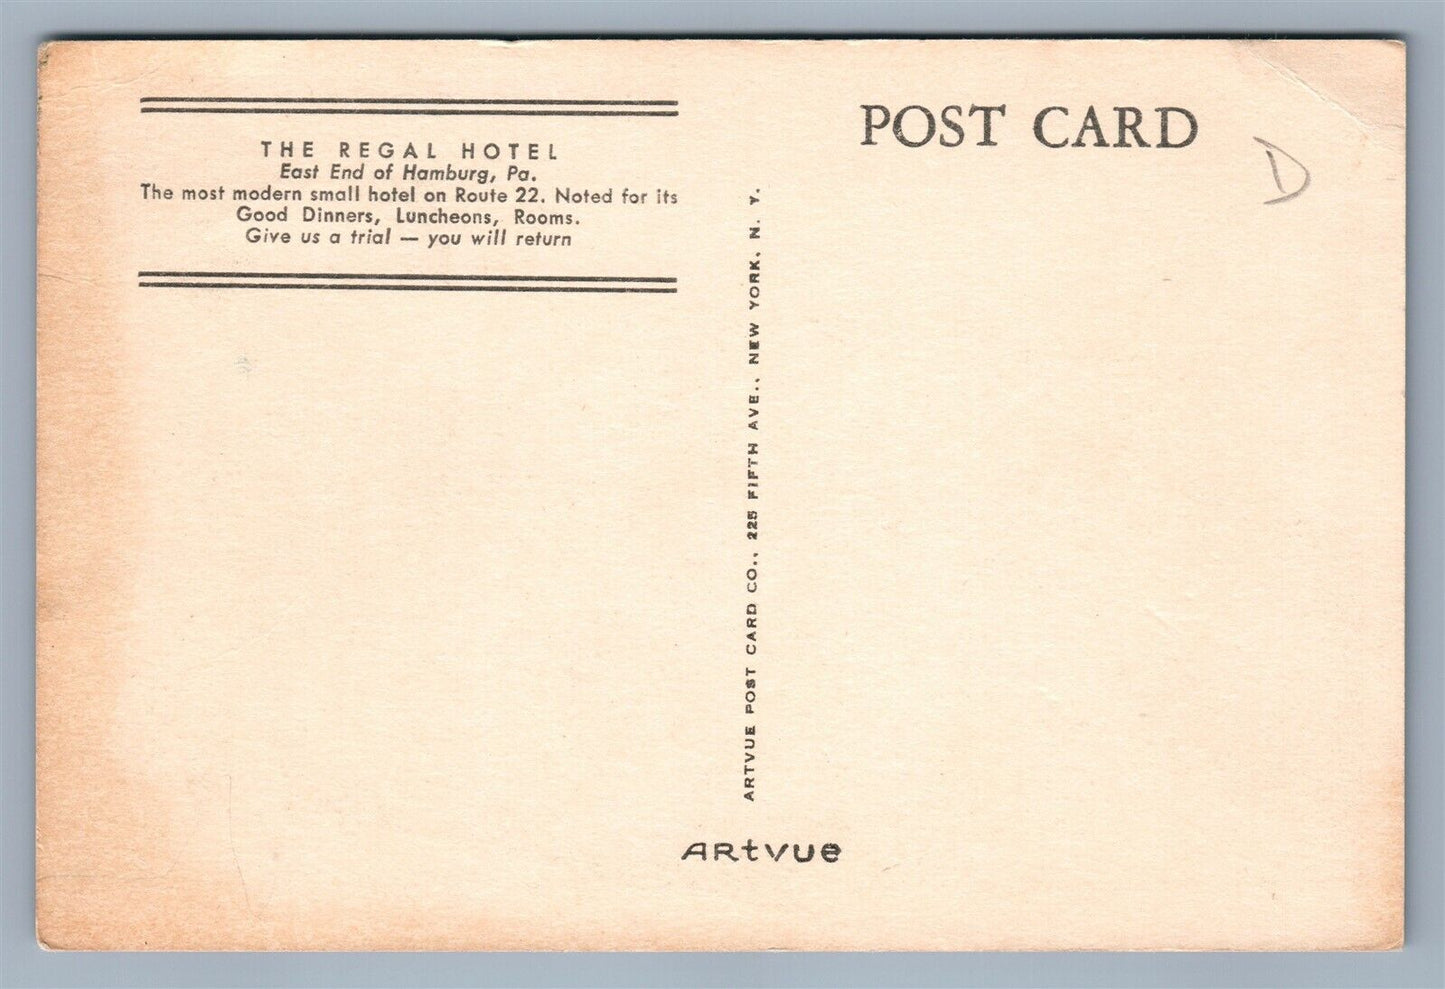 THE REGAL HOTEL
East End of Hamburg, Pa.
The most modern small hotel on Route 22. Noted for its
Good Dinners, Luncheons, Rooms.
Give us a trial — you will return
POST CARD
D
ARTVUE POST CARD CO., 225 FIFTH AVE., NEW YORK, N. Y.
ARtvue